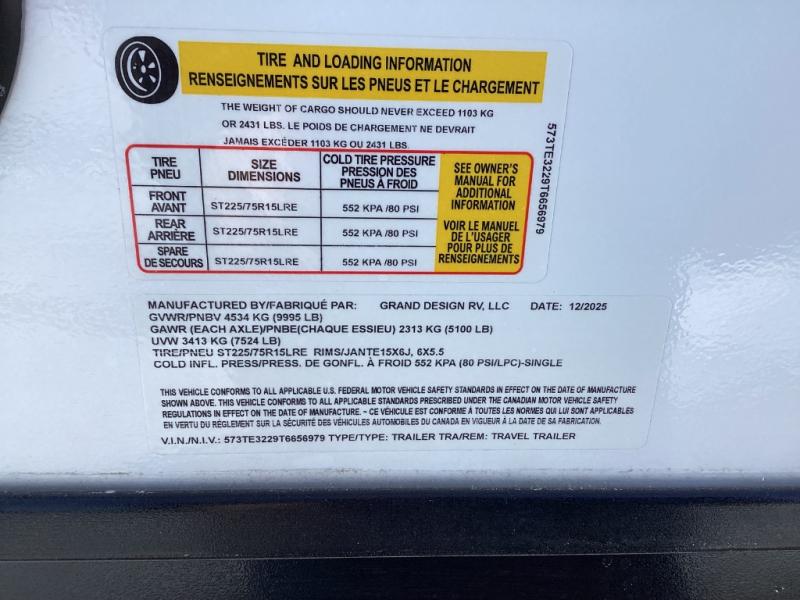 TIRE AND LOADING INFORMATION
RENSEIGNEMENTS SUR LES PNEUS ET LE CHARGEMENT
THE WEIGHT OF CARGO SHOULD NEVER EXCEED 1103 KG
OR 2431 LBS. LE POIDS DE CHARGEMENT NE DEVRAIT
JAMAIS EXCÉDER 1103 KG OU 2431 LBS.
TIRE
PNEU
SIZE
DIMENSIONS
COLD TIRE PRESSURE
PRESSION DES
PNEUS À FROID
FRONT
AVANT
ST225/75R15LRE
552 KPA /80 PSI
REAR
ARRIÈRE
ST225/75R15LRE
552 KPA /80 PSI
SPARE
DE SECOURS
ST225/75R15LRE
552 KPA /80 PSI
SEE OWNER'S
MANUAL FOR
ADDITIONAL
INFORMATION
VOIR LE MANUEL
DE L'USAGER
POUR PLUS DE
RENSEIGNEMENTS
573TE3229T6656979
MANUFACTURED BY/FABRIQUÉ PAR: GRAND DESIGN RV, LLC DATE: 12/2025
GVWR/PNBV 4534 KG (9995 LB)
GAWR (EACH AXLE)/PNBE(CHAQUE ESSIEU) 2313 KG (5100 LB)
UVW 3413 KG (7524 LB)
TIRE/PNEU ST225/75R15LRE RIMS/JANTE15X6J, 6X5.5
COLD INFL. PRESS/PRESS. DE GONFL. À FROID 552 KPA (80 PSI/LPC)-SINGLE
THIS VEHICLE CONFORMS TO ALL APPLICABLE U.S. FEDERAL MOTOR VEHICLE SAFETY STANDARDS IN EFFECT ON THE DATE OF MANUFACTURE
SHOWN ABOVE. THIS VEHICLE CONFORMS TO ALL APPLICABLE STANDARDS PRESCRIBED UNDER THE CANADIAN MOTOR VEHICLE SAFETY
REGULATIONS IN EFFECT ON THE DATE OF MANUFACTURE. ~ CE VÉHICULE EST CONFORME À TOUTES LES NORMES QUI LUI SONT APPLICABLES
EN VERTU DU RÈGLEMENT SUR LA SÉCURITÉ DES VÉHICULES AUTOMOBILES DU CANADA EN VIGUEUR À LA DATE DE SA FABRICATION.
V.I.N./N.I.V.: 573TE3229T6656979 TYPE/TYPE: TRAILER TRA/REM: TRAVEL TRAILER